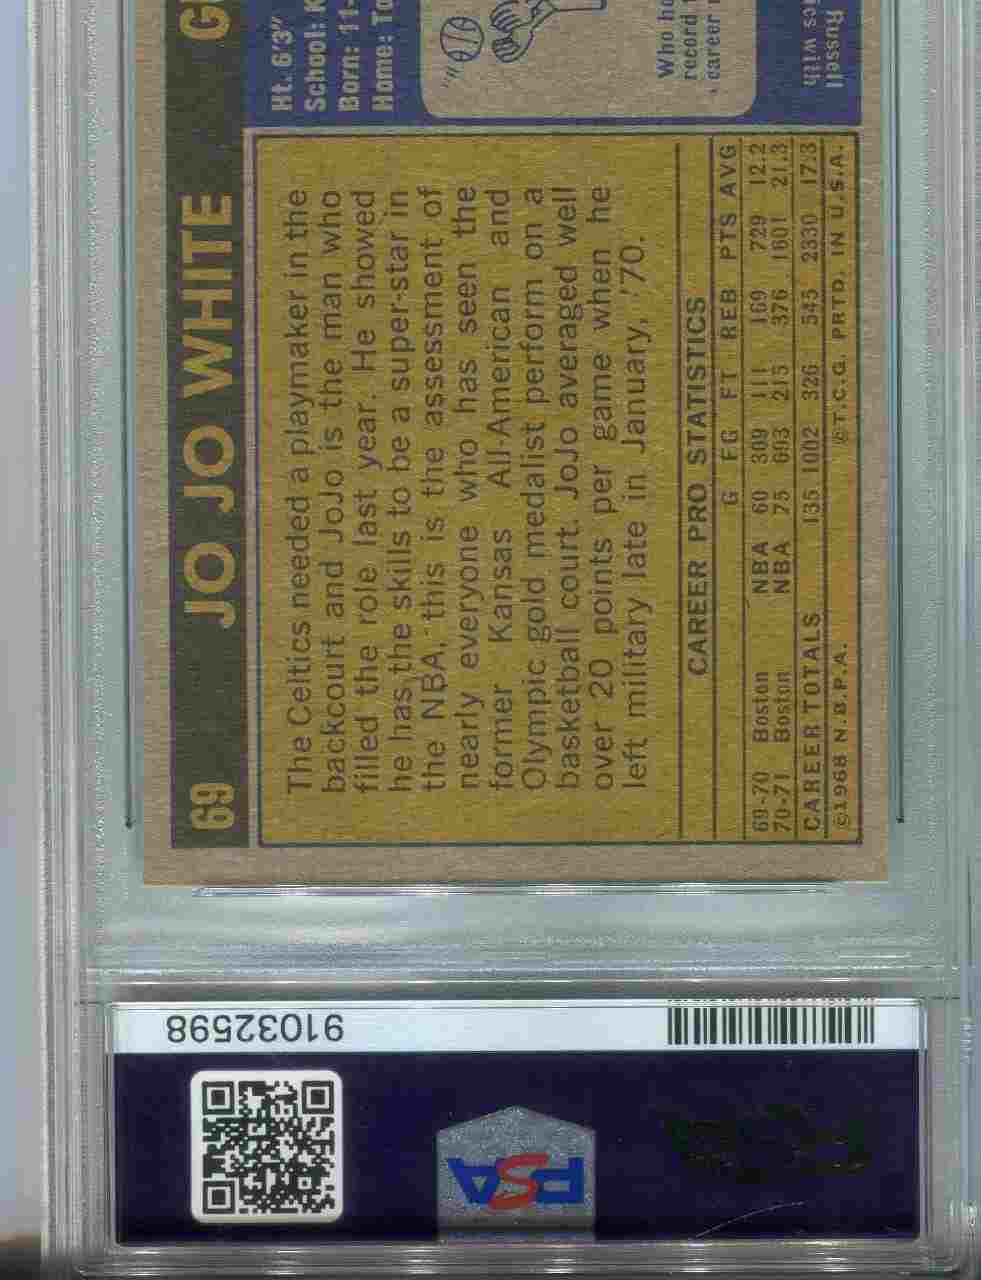 69 JO JO WHITE
Ht. 6'3"
School:
Born: 11-
Home:
Who
record
career
Russell
with
The Celtics needed a playmaker in the
backcourt and JoJo is the man who
filled the role last year. He showed
he has the skills to be a super-star in
the NBA, this is the assessment of
nearly everyone who has seen the
former Kansas All-American and
Olympic gold medalist perform on a
basketball court. JoJo averaged well
over 20 points per game when he
left military late in January, '70.
CAREER PRO STATISTICS
G FG FT REB PTS AVG
69-70 Boston NBA 60 309 111 169 729 12.2
70-71 Boston NBA 75 693 215 376 1601 21.3
CAREER TOTALS 135 1002 326 545 2330 17.3
©1968 N.B.P.A. ©T.C.G. PRTD. IN U.S.A.
91032598
PSA